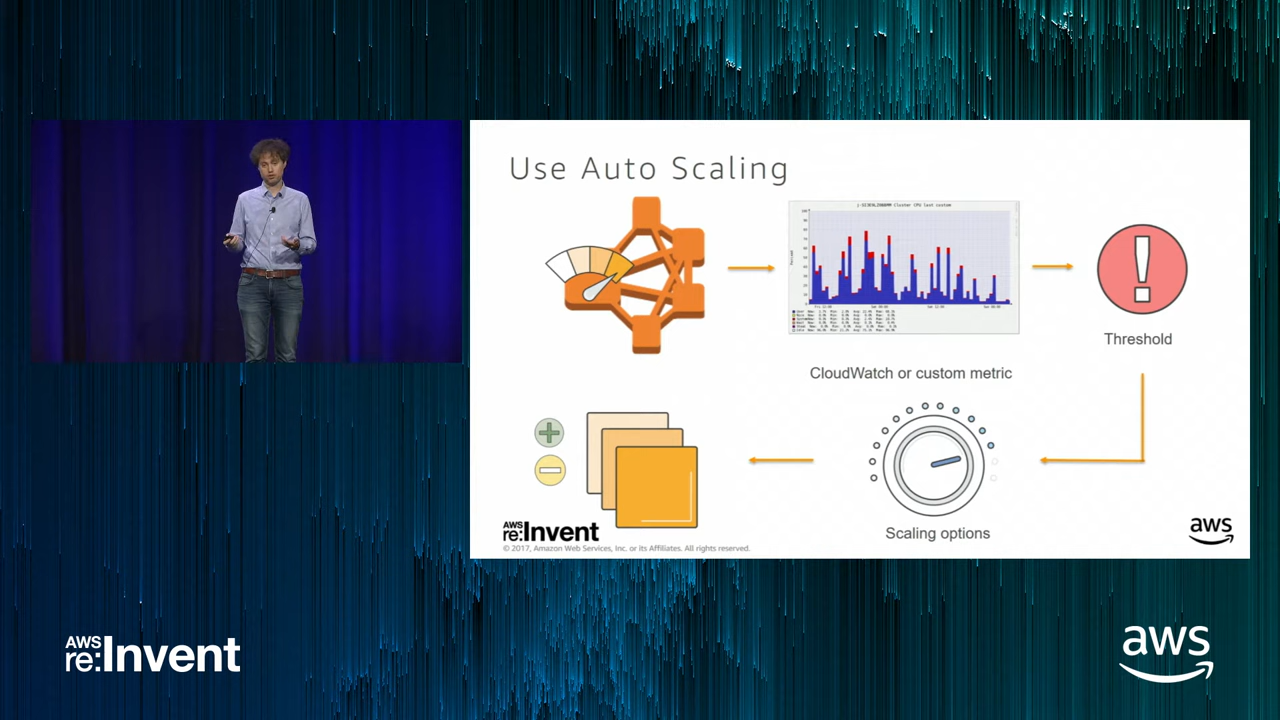 Use Auto Scaling
CloudWatch or custom metric
Threshold
Scaling options
AWS
re:Invent
© 2017, Amazon Web Services, Inc. or its Affiliates. All rights reserved.
aws
AWS
re:Invent
aws